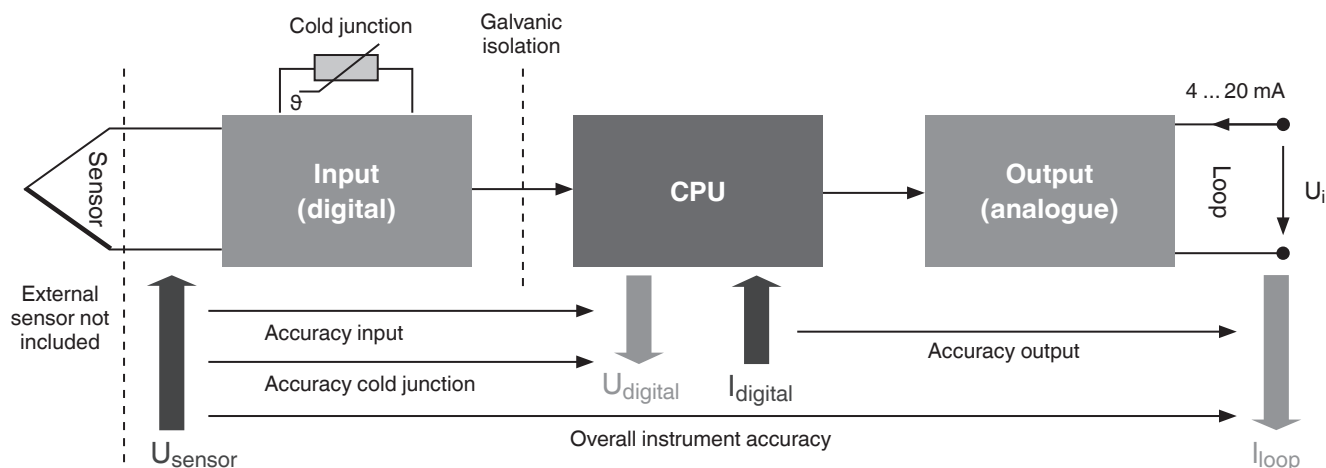 Cold junction
Galvanic
isolation
ϑ
4 ... 20 mA
Sensor
Input
(digital)
CPU
Output
(analogue)
Loop
Ui
External
sensor not
included
Accuracy input
Accuracy output
Accuracy cold junction
Udigital
Idigital
Overall instrument accuracy
Usensor
Iloop